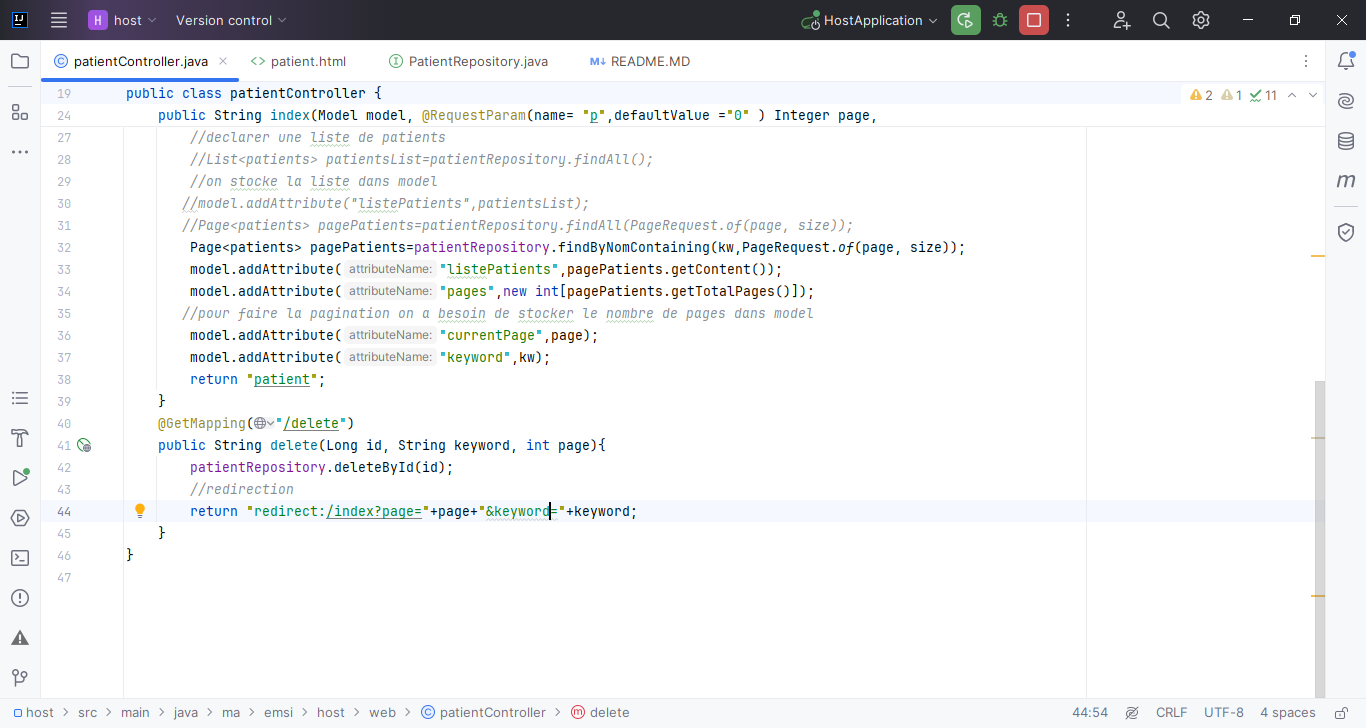 H host Version control HostApplication
patientController.java patient.html PatientRepository.java README.MD
19 public class patientController { 2 1 11
24 public String index(Model model, @RequestParam(name= "p",defaultValue ="0" ) Integer page,
27 //declarer une liste de patients
28 //List<patients> patientsList=patientRepository.findAll();
29 //on stocke la liste dans model
30 //model.addAttribute("listePatients",patientsList);
31 //Page<patients> pagePatients=patientRepository.findAll(PageRequest.of(page, size));
32 Page<patients> pagePatients=patientRepository.findByNomContaining(kw,PageRequest.of(page, size));
33 model.addAttribute( attributeName: "listePatients",pagePatients.getContent());
34 model.addAttribute( attributeName: "pages",new int[pagePatients.getTotalPages()]);
35 //pour faire la pagination on a besoin de stocker le nombre de pages dans model
36 model.addAttribute( attributeName: "currentPage",page);
37 model.addAttribute( attributeName: "keyword",kw);
38 return "patient";
39 }
40 @GetMapping("/delete")
41 public String delete(Long id, String keyword, int page){
42 patientRepository.deleteById(id);
43 //redirection
44 return "redirect:/index?page="+page+"&keyword="+keyword;
45 }
46 }
47
host > src > main > java > ma > emsi > host > web > patientController > delete 44:54 CRLF UTF-8 4 spaces